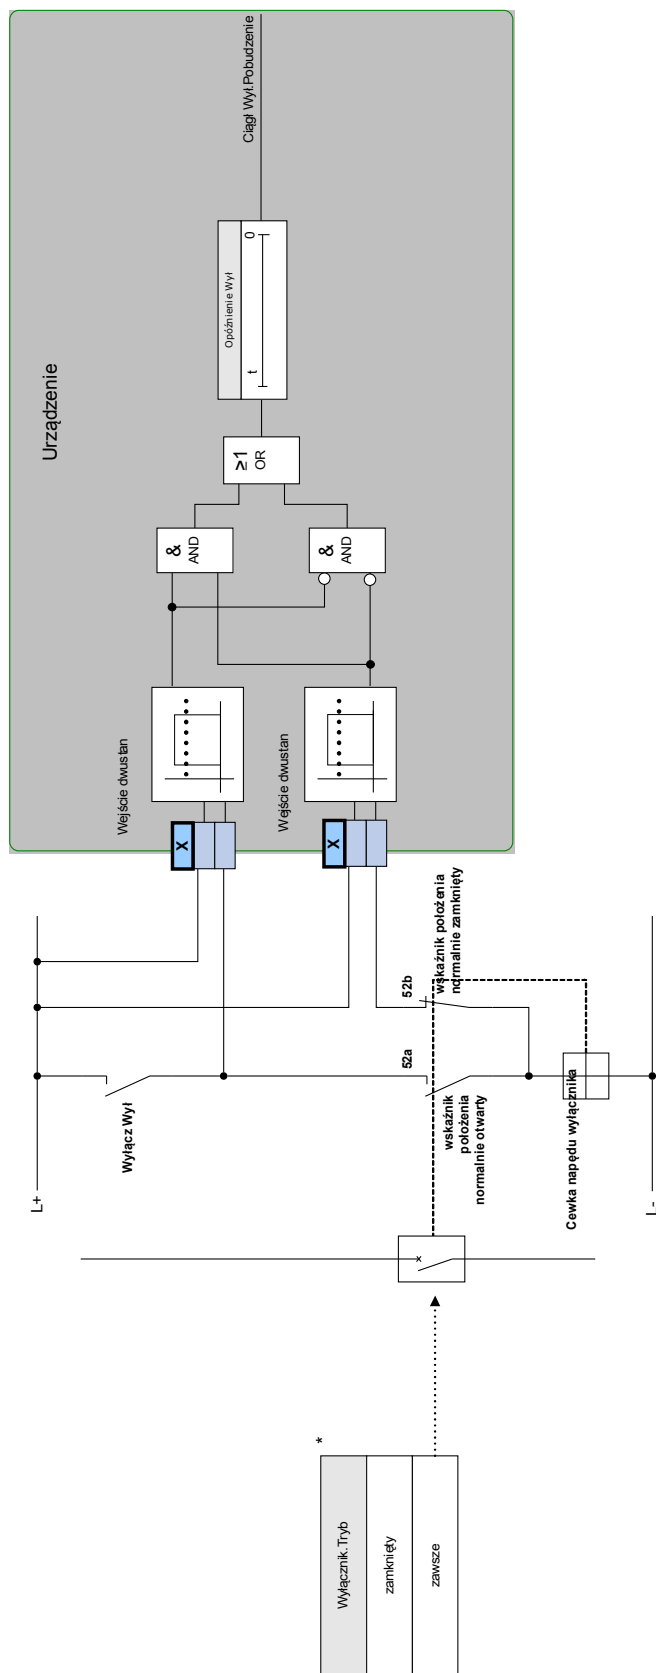 Urządzenie
Ciągł Wył.Pobudzenie
Opóźnienie Wył
t
0
≥1
OR
&
AND
&
AND
Wejście dwustan
Wejście dwustan
X
X
L+
Wyłącz Wył
52a
wskaźnik
położenia
normalnie otwarty
52b
wskaźnik położenia
normalnie zamknięty
Cewka napędu wyłącznika
L-
x
*
Wyłącznik.Tryb
zamknięty
zawsze